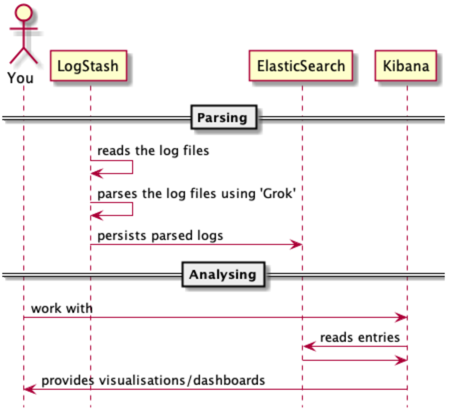 You
LogStash
ElasticSearch
Kibana
Parsing
reads the log files
parses the log files using 'Grok'
persists parsed logs
Analysing
work with
reads entries
provides visualisations/dashboards